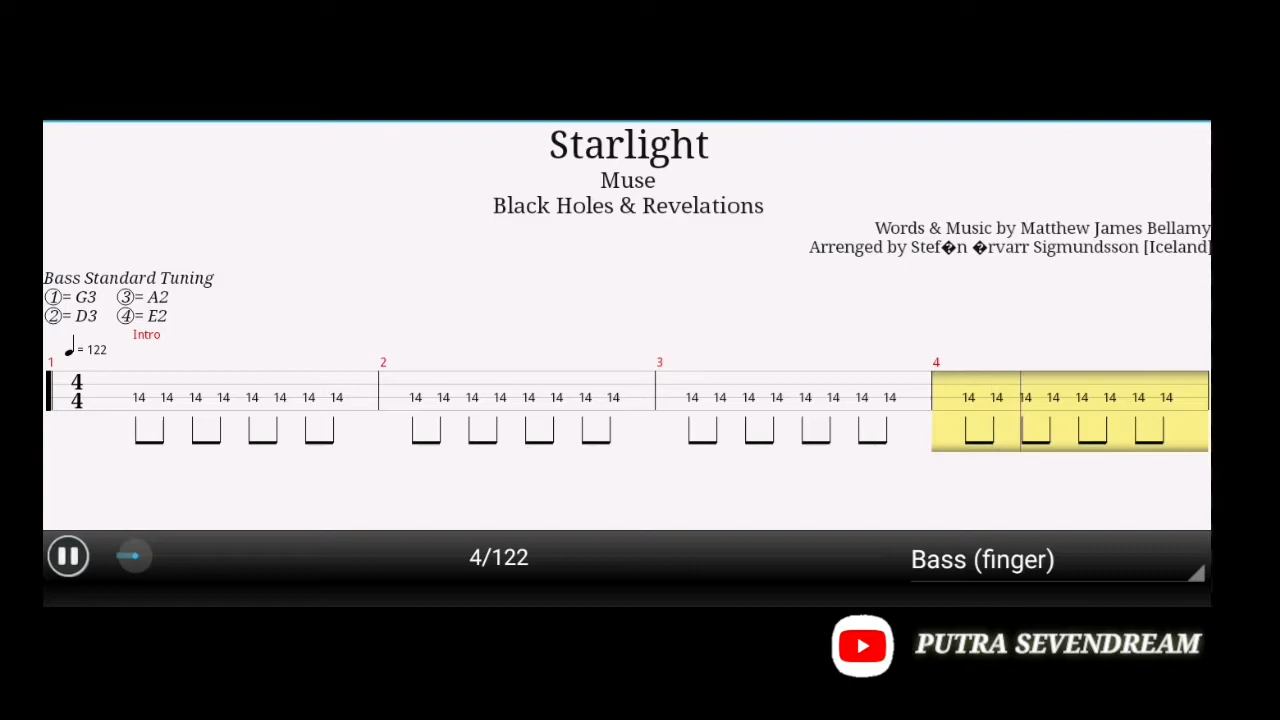 Starlight
Muse
Black Holes & Revelations
Words & Music by Matthew James Bellamy
Arranged by Stef�n �rvarr Sigmundsson [Iceland]
Bass Standard Tuning
①= G3 ③= A2
②= D3 ④= E2
Intro
♩ = 122
1 2 3 4
4
4
14 14 14 14 14 14 14 14 14 14 14 14 14 14 14 14 14 14 14 14 14 14 14 14 14 14 14 14 14 14 14 14
4/122
Bass (finger)
PUTRA SEVENDREAM